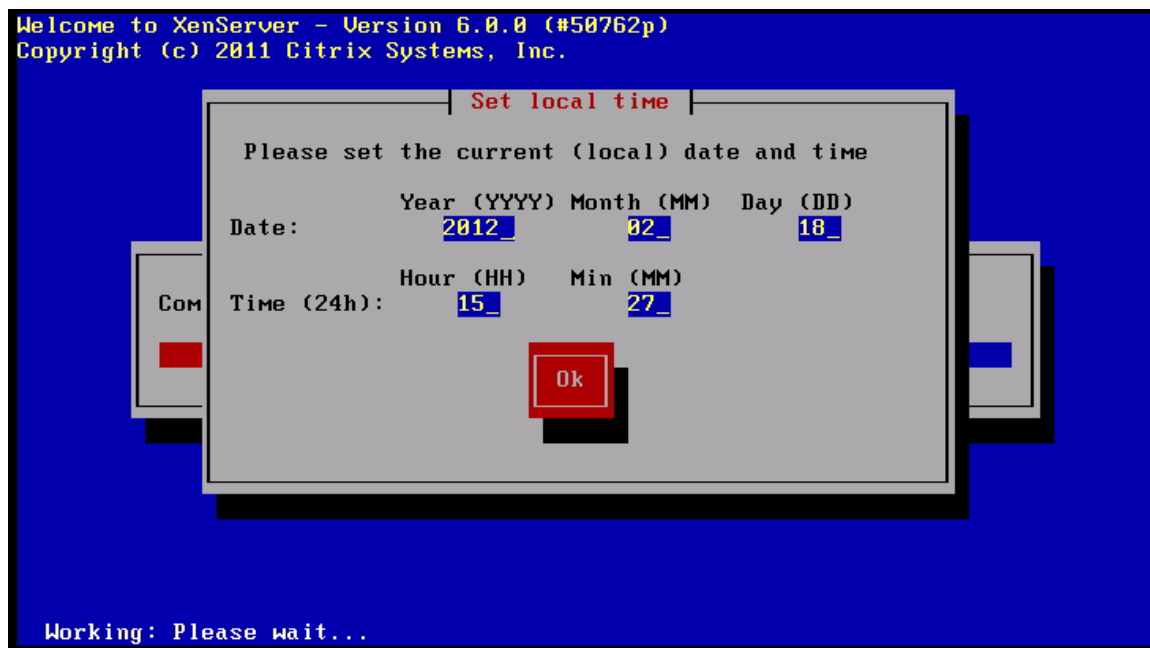 Welcome to XenServer - Version 6.0.0 (#50762p)
Copyright (c) 2011 Citrix Systems, Inc.
Set local time
Please set the current (local) date and time
Year (YYYY) Month (MM) Day (DD)
Date: 2012_ 02_ 18_
Hour (HH) Min (MM)
Com
Time (24h): 15_ 27_
Ok
Working: Please wait...